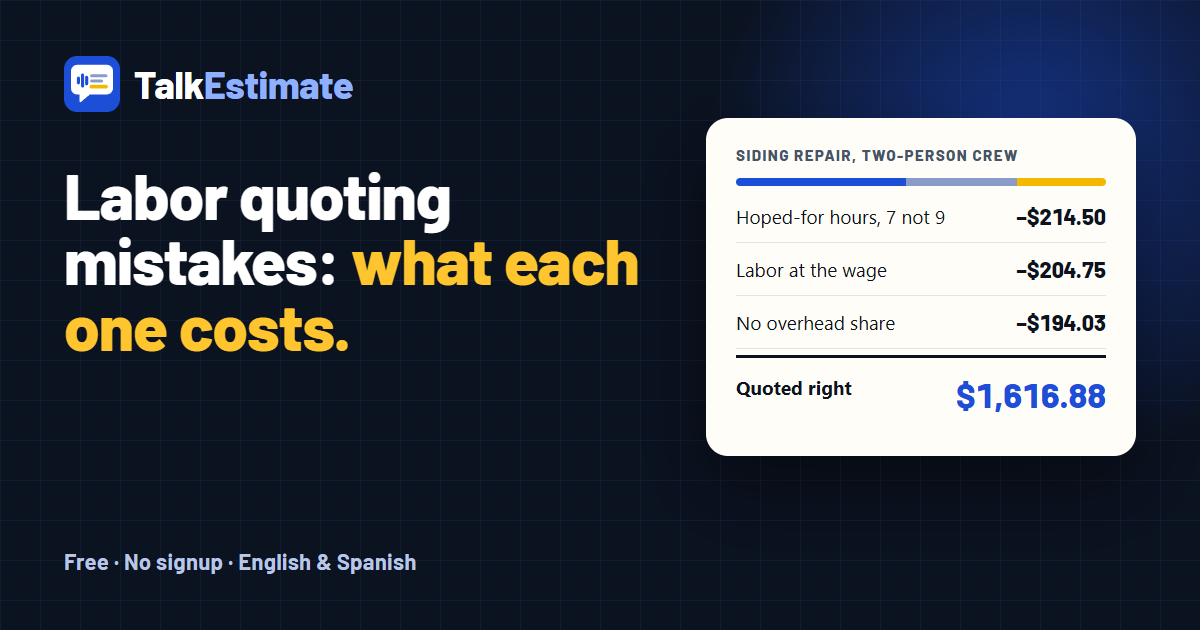 TalkEstimate
Labor quoting
mistakes: what each
one costs.
SIDING REPAIR, TWO-PERSON CREW
Hoped-for hours, 7 not 9 –$214.50
Labor at the wage –$204.75
No overhead share –$194.03
Quoted right $1,616.88
Free · No signup · English & Spanish